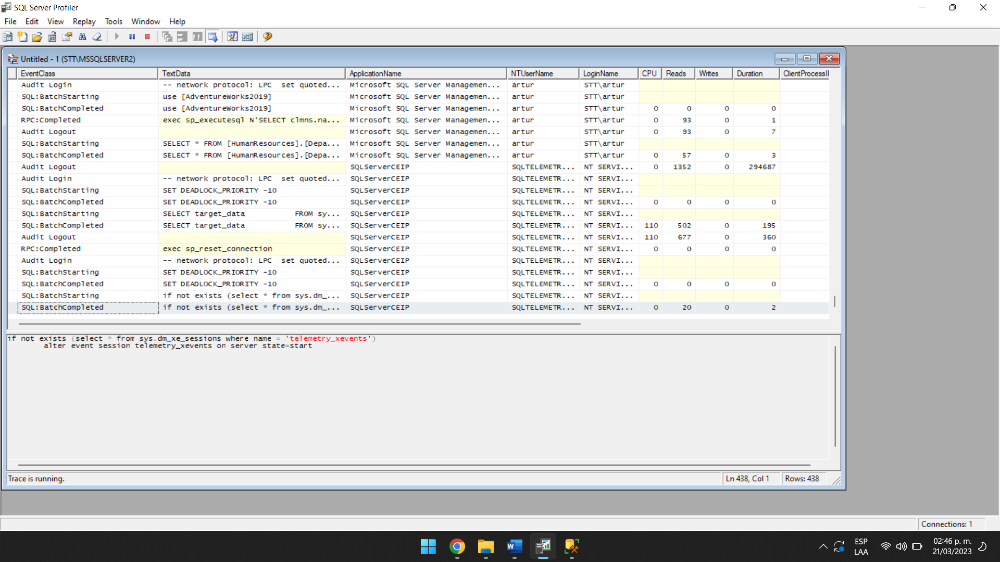 SQL Server Profiler
File Edit View Replay Tools Window Help
Untitled - 1 (STT\MSSQLSERVER2)
EventClass TextData ApplicationName NTUserName LoginName CPU Reads Writes Duration ClientProcessI
Audit Login -- network protocol: LPC set quoted... Microsoft SQL Server Managemen... artur STT\artur
SQL:BatchStarting use [AdventureWorks2019] Microsoft SQL Server Managemen... artur STT\artur
SQL:BatchCompleted use [AdventureWorks2019] Microsoft SQL Server Managemen... artur STT\artur 0 0 0 0
RPC:Completed exec sp_executesql N'SELECT clmns.na... Microsoft SQL Server Managemen... artur STT\artur 0 93 0 1
Audit Logout Microsoft SQL Server Managemen... artur STT\artur 0 93 0 7
SQL:BatchStarting SELECT * FROM [HumanResources].[Depa... Microsoft SQL Server Managemen... artur STT\artur
SQL:BatchCompleted SELECT * FROM [HumanResources].[Depa... Microsoft SQL Server Managemen... artur STT\artur 0 57 0 3
Audit Logout SQLServerCEIP SQLTELEMETR... NT SERVI... 0 1352 0 294687
Audit Login -- network protocol: LPC set quoted... SQLServerCEIP SQLTELEMETR... NT SERVI...
SQL:BatchStarting SET DEADLOCK_PRIORITY -10 SQLServerCEIP SQLTELEMETR... NT SERVI...
SQL:BatchCompleted SET DEADLOCK_PRIORITY -10 SQLServerCEIP SQLTELEMETR... NT SERVI... 0 0 0 0
SQL:BatchStarting SELECT target_data FROM sy... SQLServerCEIP SQLTELEMETR... NT SERVI...
SQL:BatchCompleted SELECT target_data FROM sy... SQLServerCEIP SQLTELEMETR... NT SERVI... 110 502 0 195
Audit Logout SQLServerCEIP SQLTELEMETR... NT SERVI... 110 677 0 360
RPC:Completed exec sp_reset_connection SQLServerCEIP SQLTELEMETR... NT SERVI... 0 0 0 0
Audit Login -- network protocol: LPC set quoted... SQLServerCEIP SQLTELEMETR... NT SERVI...
SQL:BatchStarting SET DEADLOCK_PRIORITY -10 SQLServerCEIP SQLTELEMETR... NT SERVI...
SQL:BatchCompleted SET DEADLOCK_PRIORITY -10 SQLServerCEIP SQLTELEMETR... NT SERVI... 0 0 0 0
SQL:BatchStarting if not exists (select * from sys.dm_... SQLServerCEIP SQLTELEMETR... NT SERVI...
SQL:BatchCompleted if not exists (select * from sys.dm_... SQLServerCEIP SQLTELEMETR... NT SERVI... 0 20 0 2
if not exists (select * from sys.dm_xe_sessions where name = 'telemetry_xevents')
alter event session telemetry_xevents on server state=start
Trace is running. Ln 438, Col 1 Rows: 438
Connections: 1
ESP 02:46 p. m.
LAA 21/03/2023